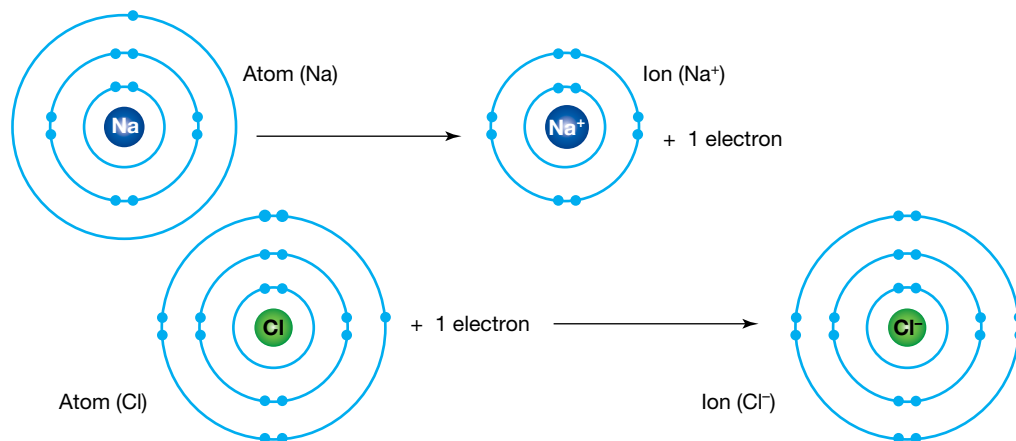 Atom (Na)
Ion (Na⁺)
Na
Na⁺
+ 1 electron
Cl
+ 1 electron
Cl⁻
Atom (Cl)
Ion (Cl⁻)